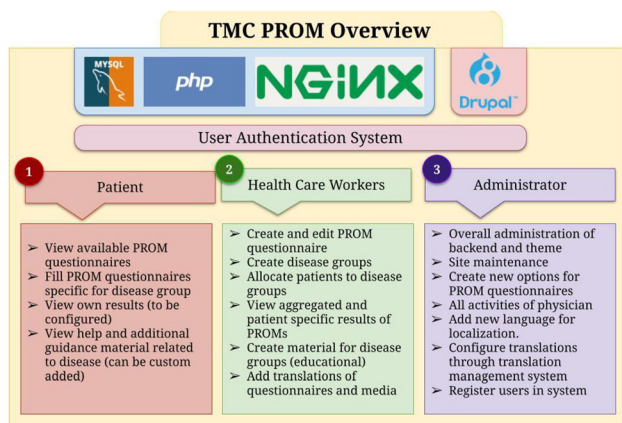 TMC PROM Overview
MYSQL
php
NGiNX
Drupal™
User Authentication System
1
Patient
2
Health Care Workers
3
Administrator
➢ View available PROM
questionnaires
➢ Fill PROM questionnaires
specific for disease group
➢ View own results (to be
configured)
➢ View help and additional
guidance material related
to disease (can be custom
added)
➢ Create and edit PROM
questionnaire
➢ Create disease groups
➢ Allocate patients to disease
groups
➢ View aggregated and
patient specific results of
PROMs
➢ Create material for disease
groups (educational)
➢ Add translations of
questionnaires and media
➢ Overall administration of
backend and theme
➢ Site maintenance
➢ Create new options for
PROM questionnaires
➢ All activities of physician
➢ Add new language for
localization.
➢ Configure translations
through translation
management system
➢ Register users in system